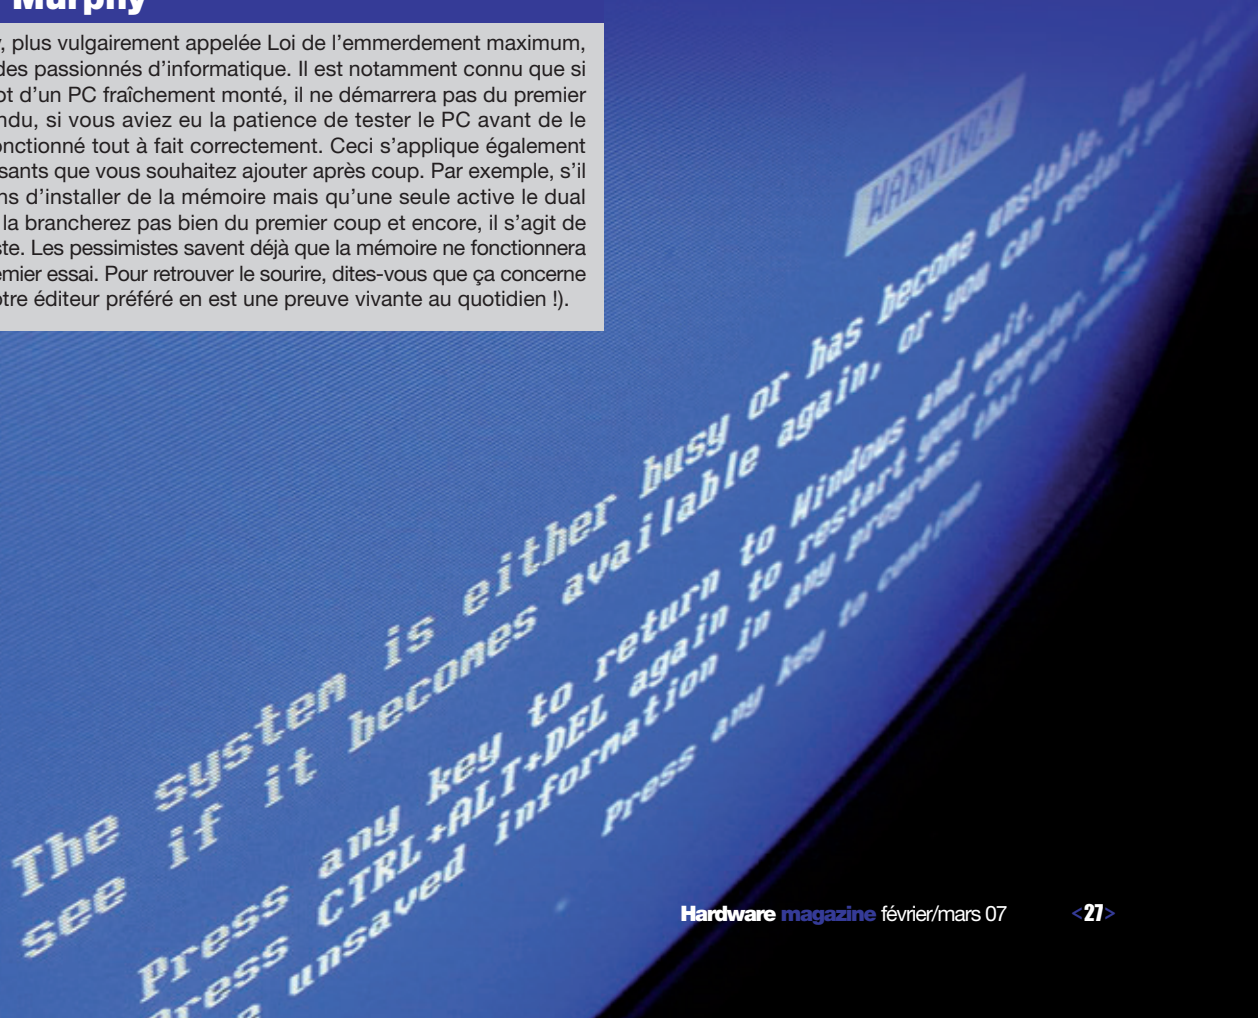 Murphy
, plus vulgairement appelée Loi de l'emmerdement maximum,
des passionnés d'informatique. Il est notamment connu que si
ot d'un PC fraîchement monté, il ne démarrera pas du premier
ndu, si vous aviez eu la patience de tester le PC avant de le
onctionné tout à fait correctement. Ceci s'applique également
sants que vous souhaitez ajouter après coup. Par exemple, s'il
ns d'installer de la mémoire mais qu'une seule active le dual
la brancherez pas bien du premier coup et encore, il s'agit de
ste. Les pessimistes savent déjà que la mémoire ne fonctionnera
emier essai. Pour retrouver le sourire, dites-vous que ça concerne
otre éditeur préféré en est une preuve vivante au quotidien !).
WARNING!
The system is either busy or has become unstable. You can
see if it becomes available again, or you can restart your
Press any key to return to Windows and wait.
Press CTRL+ALT+DEL again to restart your computer. You
unsaved information in any programs that are running
Press any key to continue
Hardware magazine février/mars 07 <27>